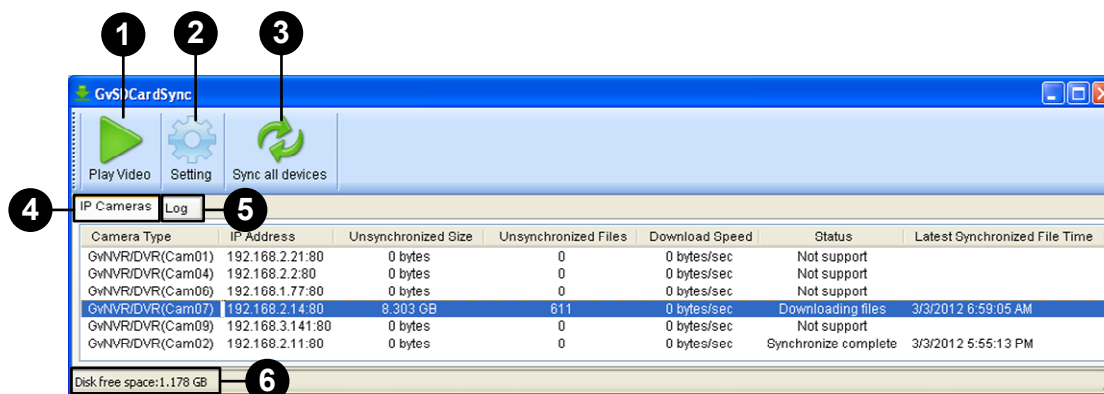 1 2 3
GvSDCardSync
Play Video Setting Sync all devices
4 IP Cameras Log 5
Camera Type IP Address Unsynchronized Size Unsynchronized Files Download Speed Status Latest Synchronized File Time
GvNVR/DVR(Cam01) 192.168.2.21:80 0 bytes 0 0 bytes/sec Not support
GvNVR/DVR(Cam04) 192.168.2.2:80 0 bytes 0 0 bytes/sec Not support
GvNVR/DVR(Cam06) 192.168.1.77:80 0 bytes 0 0 bytes/sec Not support
GvNVR/DVR(Cam07) 192.168.2.14:80 8.303 GB 611 0 bytes/sec Downloading files 3/3/2012 6:59:05 AM
GvNVR/DVR(Cam09) 192.168.3.141:80 0 bytes 0 0 bytes/sec Not support
GvNVR/DVR(Cam02) 192.168.2.11:80 0 bytes 0 0 bytes/sec Synchronize complete 3/3/2012 5:55:13 PM
Disk free space:1.178 GB 6